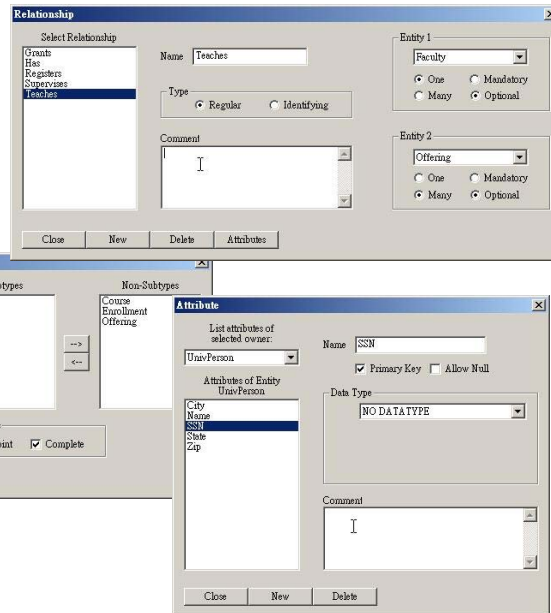 Relationship
Select Relationship
Grants
Has
Registers
Supervises
Teaches
Name Teaches
Type
Regular Identifying
Comment
Entity 1
Faculty
One Mandatory
Many Optional
Entity 2
Offering
One Mandatory
Many Optional
Close New Delete Attributes
types
Non-Subtypes
Course
Enrollment
Offering
-->
<--
oint Complete
Attribute
List attributes of
selected owner:
UnivPerson
Attributes of Entity
UnivPerson
City
Name
SSN
State
Zip
Name SSN
Primary Key Allow Null
Data Type
NO DATATYPE
Comment
Close New Delete